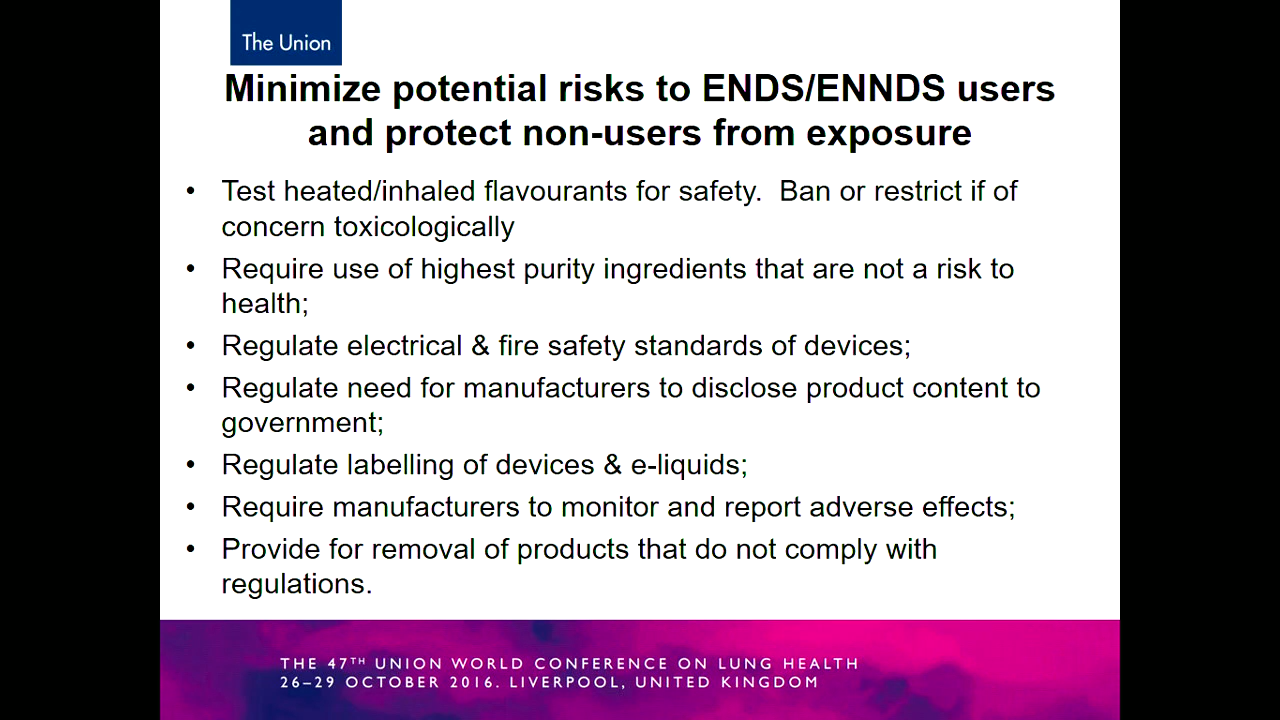 The Union
Minimize potential risks to ENDS/ENNDS users
and protect non-users from exposure
• Test heated/inhaled flavourants for safety.  Ban or restrict if of
concern toxicologically
• Require use of highest purity ingredients that are not a risk to
health;
• Regulate electrical & fire safety standards of devices;
• Regulate need for manufacturers to disclose product content to
government;
• Regulate labelling of devices & e-liquids;
• Require manufacturers to monitor and report adverse effects;
• Provide for removal of products that do not comply with
regulations.
THE 47TH UNION WORLD CONFERENCE ON LUNG HEALTH
26–29 OCTOBER 2016. LIVERPOOL, UNITED KINGDOM